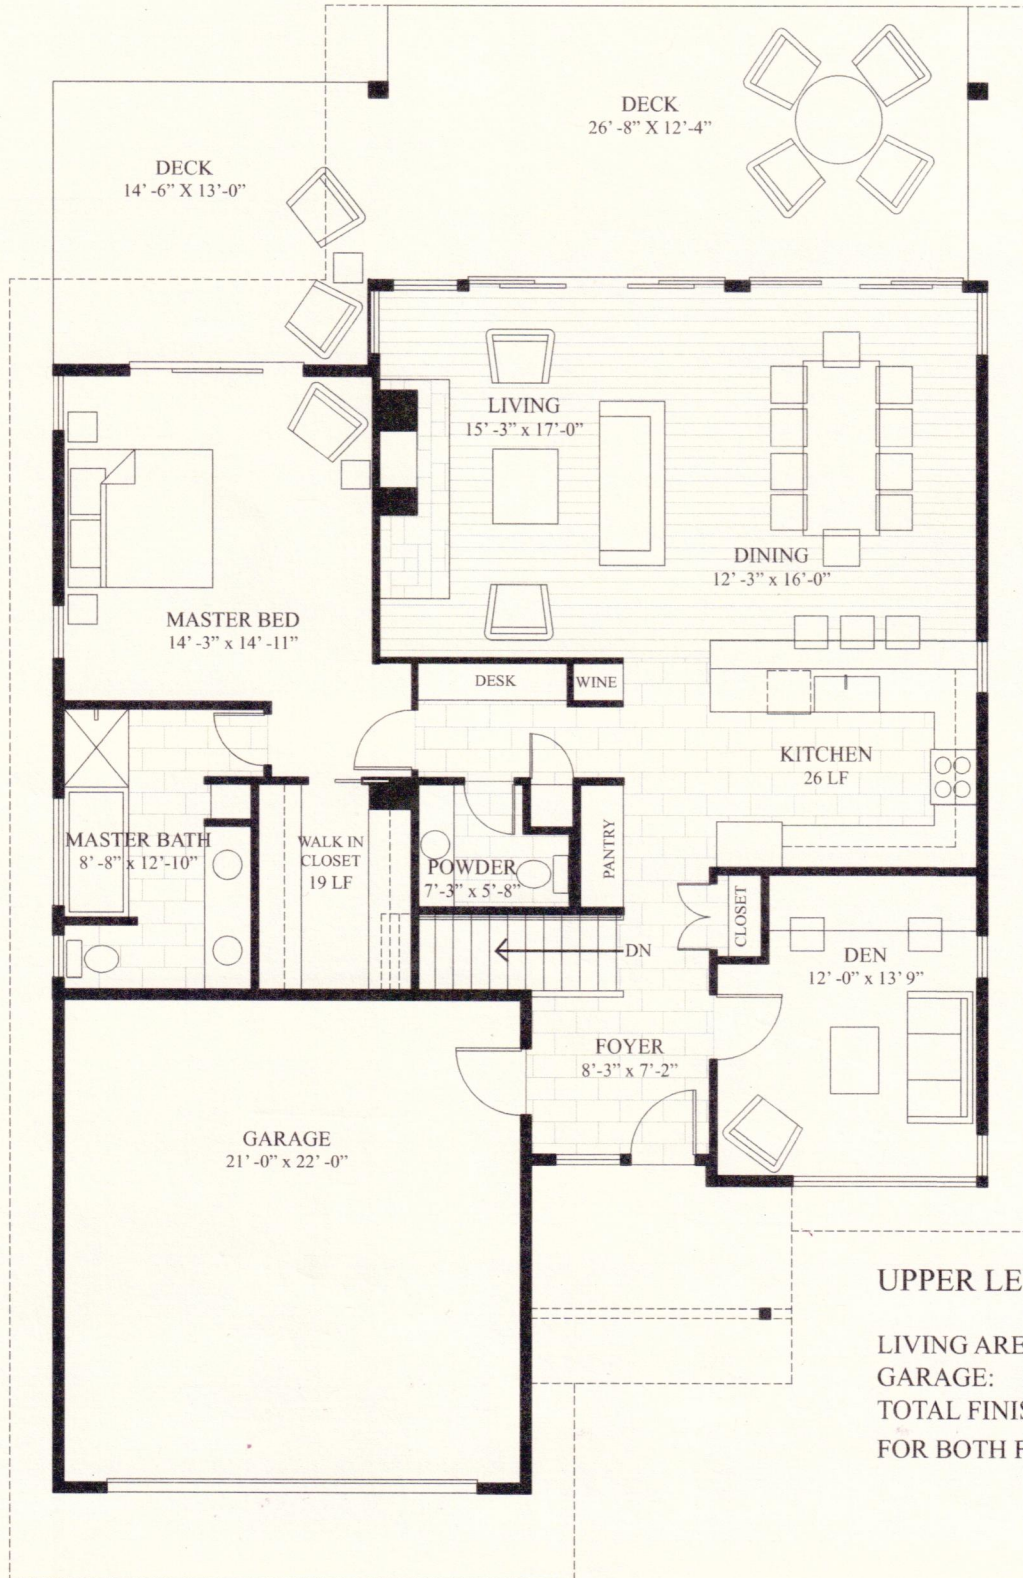 DECK
26’ -8” X 12’-4”
DECK
14’ -6” X 13’-0”
LIVING
15’ -3” x 17’-0”
DINING
12’ -3” x 16’-0”
MASTER BED
14’ -3” x 14’ -11”
DESK
WINE
KITCHEN
26 LF
MASTER BATH
8’ -8” x 12’-10”
WALK IN
CLOSET
19 LF
POWDER
7’-3” x 5’-8”
PANTRY
CLOSET
DN
DEN
12’ -0” x 13’ 9”
FOYER
8’-3” x 7’-2”
GARAGE
21’ -0” x 22’ -0”
UPPER LE
LIVING ARE
GARAGE:
TOTAL FINIS
FOR BOTH F